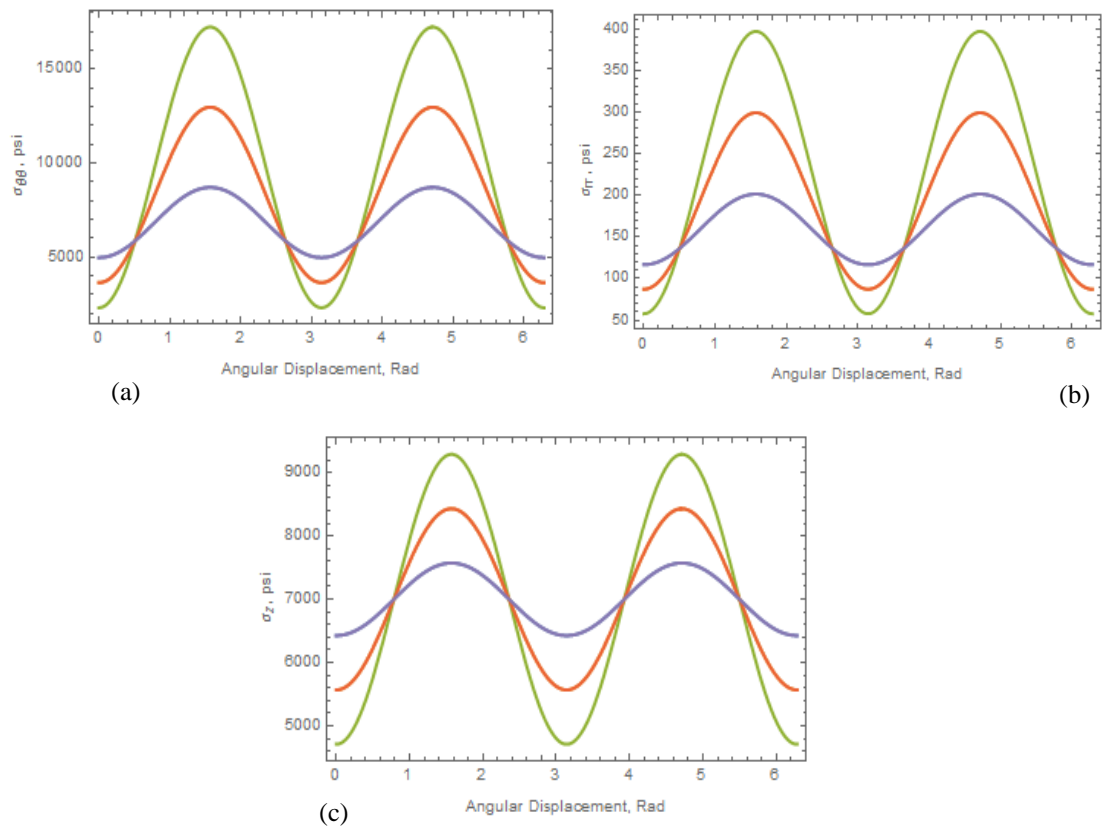 σθθ, psi
15000
10000
5000
0 1 2 3 4 5 6
Angular Displacement, Rad
(a)
σrr, psi
400
350
300
250
200
150
100
50
0 1 2 3 4 5 6
Angular Displacement, Rad
(b)
σz, psi
9000
8000
7000
6000
5000
0 1 2 3 4 5 6
Angular Displacement, Rad
(c)